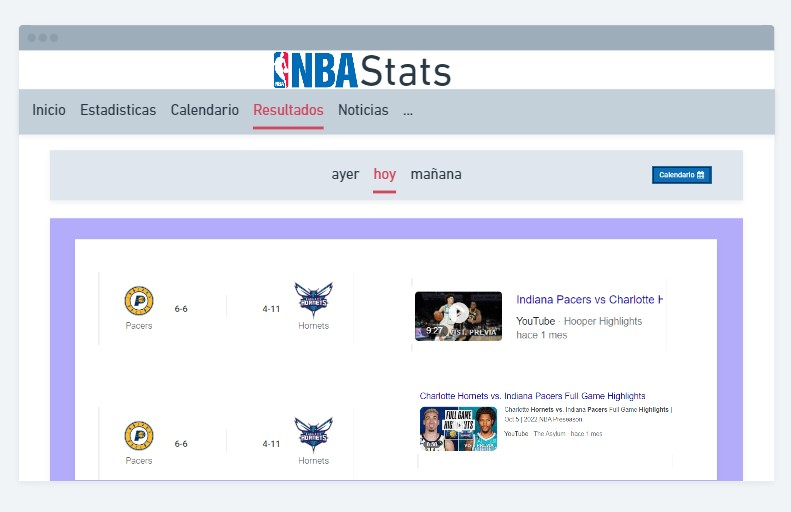 NBA Stats
Inicio Estadisticas Calendario Resultados Noticias ...
ayer hoy mañana Calendario
6-6 4-11
Pacers Hornets
9:27 VIST. PREVIA
Indiana Pacers vs Charlotte H
YouTube · Hooper Highlights
hace 1 mes
6-6 4-11
Pacers Hornets
Charlotte Hornets vs. Indiana Pacers Full Game Highlights
FULL GAME
Charlotte Hornets vs. Indiana Pacers Full Game Highlights |
Oct 5 | 2022 NBA Preseason
YouTube · The Asylum · hace 1 mes